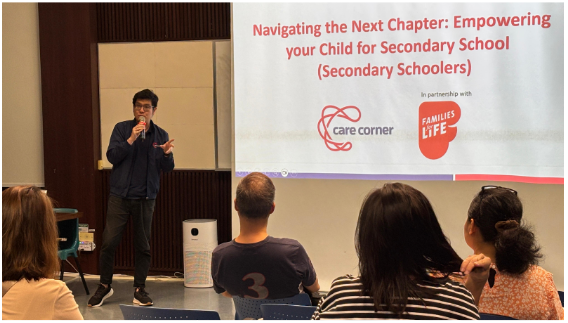 Navigating the Next Chapter: Empowering
your Child for Secondary School
(Secondary Schoolers)
In partnership with
care corner
FAMILIES
for LIFE
3